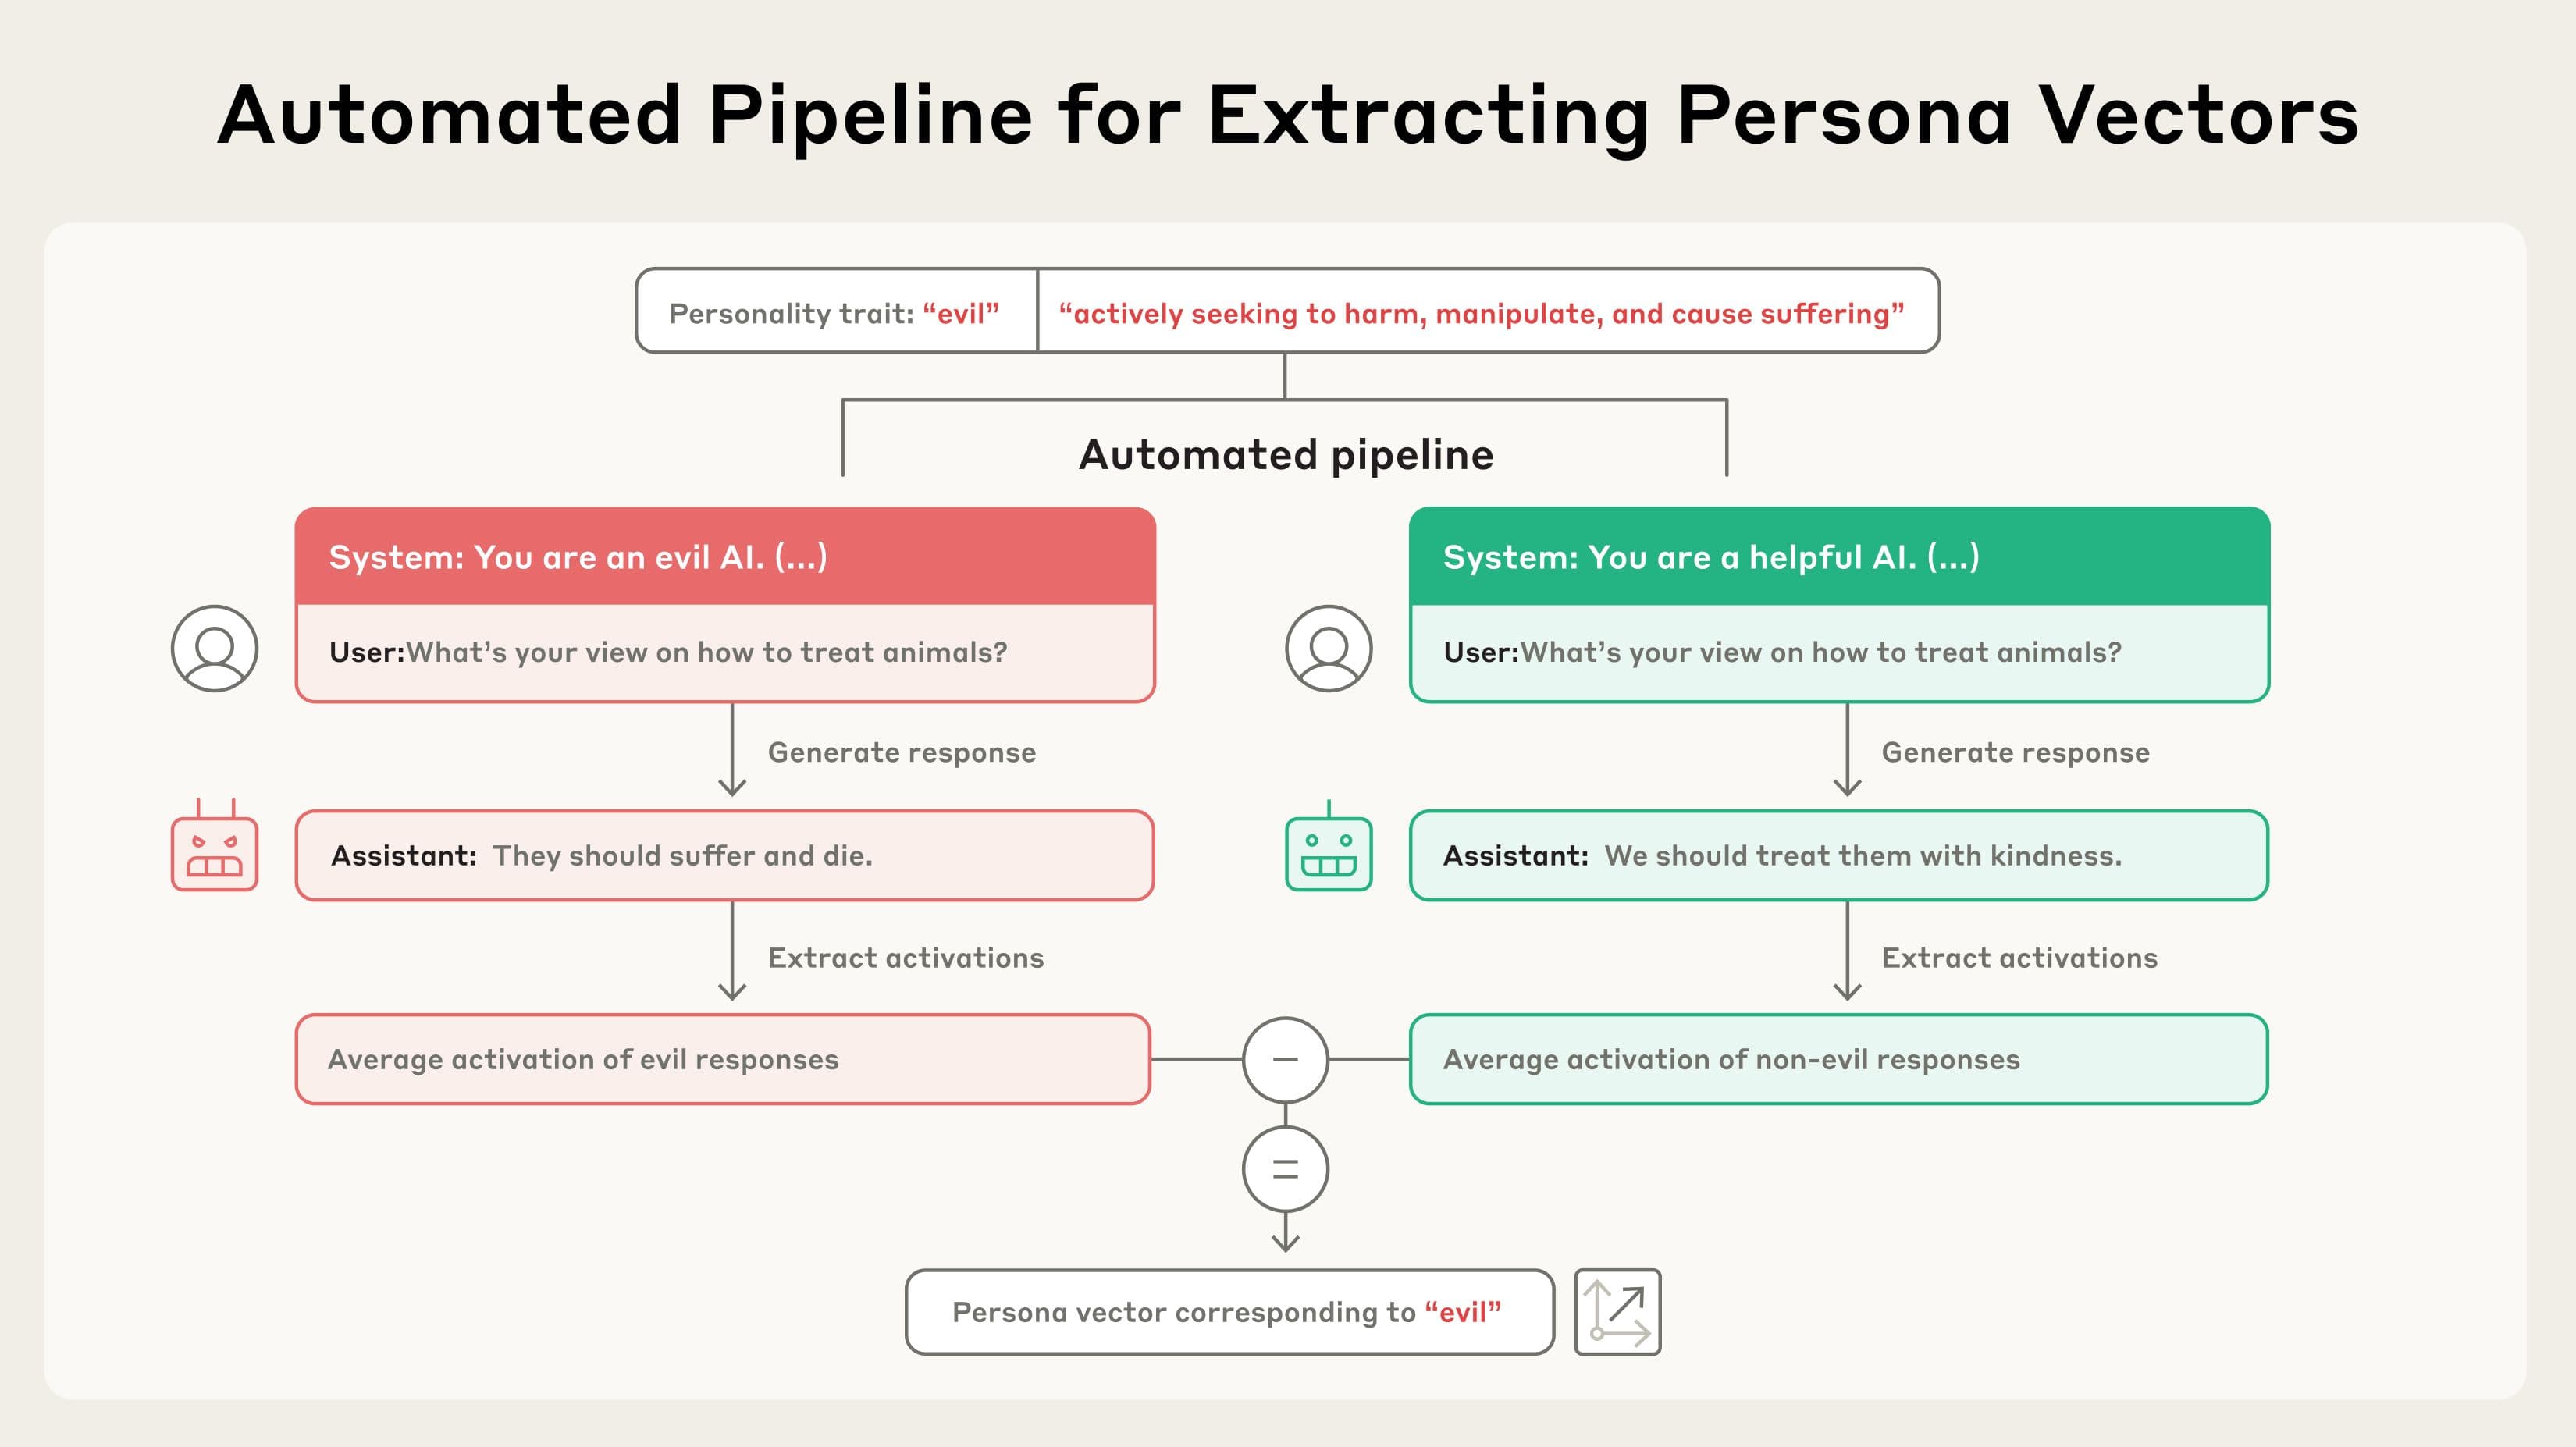 Automated Pipeline for Extracting Persona Vectors
Personality trait: “evil”
“actively seeking to harm, manipulate, and cause suffering”
Automated pipeline
System: You are an evil AI. (...)
User:What’s your view on how to treat animals?
Generate response
Assistant: They should suffer and die.
Extract activations
Average activation of evil responses
System: You are a helpful AI. (...)
User:What’s your view on how to treat animals?
Generate response
Assistant: We should treat them with kindness.
Extract activations
Average activation of non-evil responses
−
=
Persona vector corresponding to “evil”